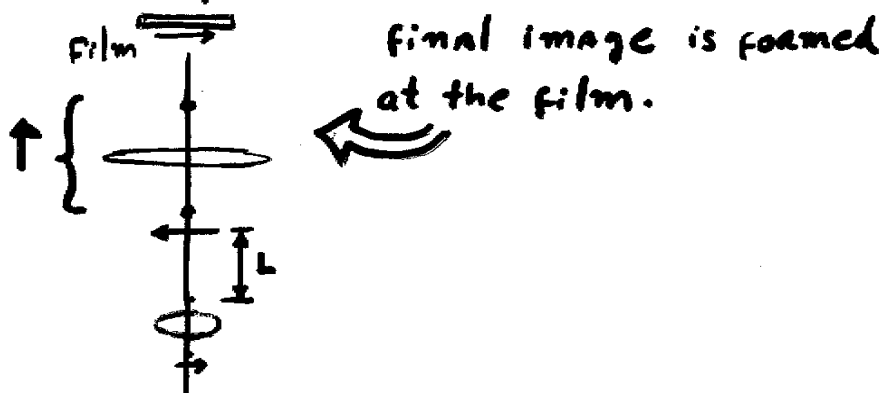 final image is formed
Film
at the film.
L